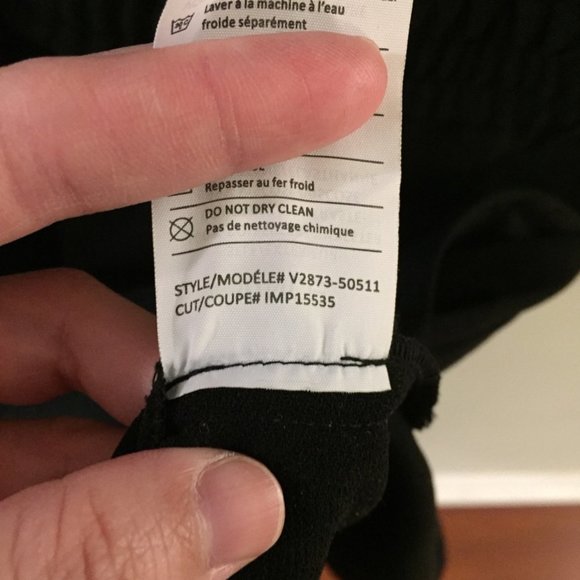 Laver à la machine à l'eau
froide séparément
Repasser au fer froid
DO NOT DRY CLEAN
Pas de nettoyage chimique
STYLE/MODÉLE# V2873-50511
CUT/COUPE# IMP15535